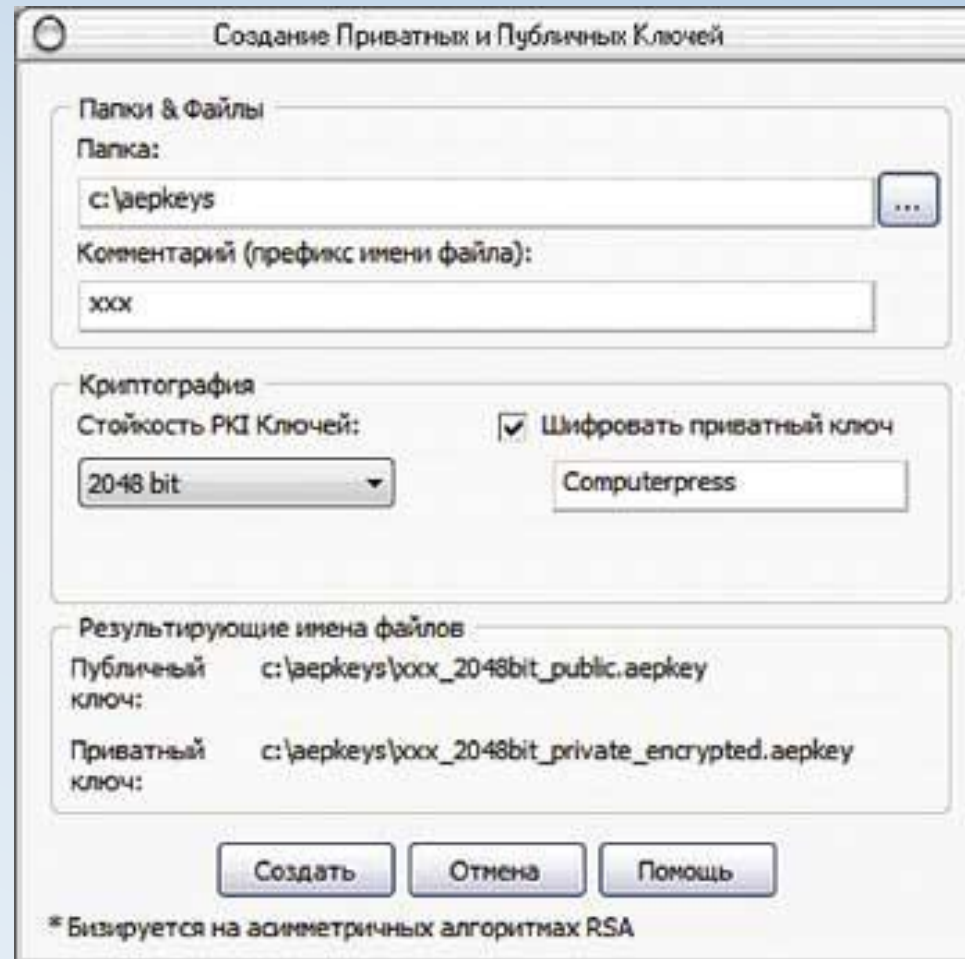 Создание Приватных и Публичных Ключей
Папки & Файлы
Папка:
c:\aepkeys
...
Комментарий (префикс имени файла):
xxx
Криптография
Стойкость PKI Ключей:
Шифровать приватный ключ
2048 bit
Computerpress
Результирующие имена файлов
Публичный ключ:
c:\aepkeys\xxx_2048bit_public.aepkey
Приватный ключ:
c:\aepkeys\xxx_2048bit_private_encrypted.aepkey
Создать
Отмена
Помощь
* Бизируется на асимметричных алгоритмах RSA